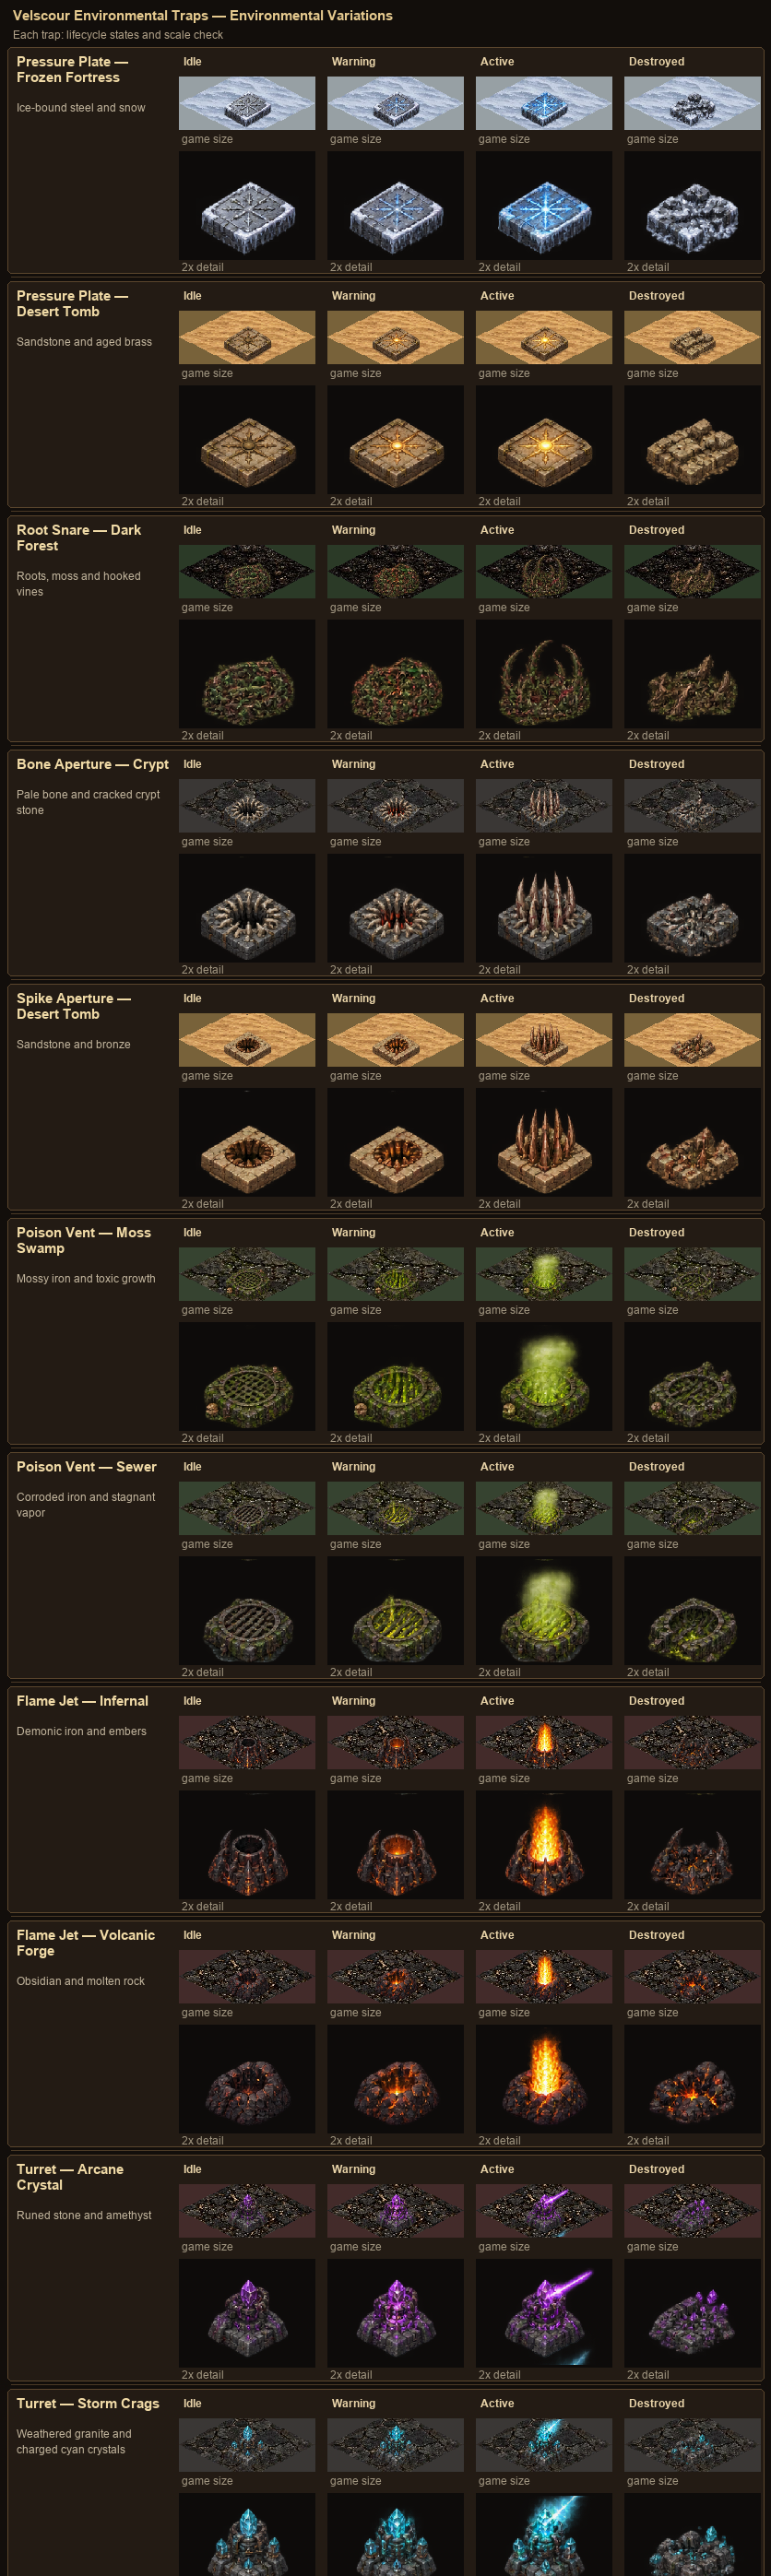 Velscour Environmental Traps — Environmental Variations
Each trap: lifecycle states and scale check
Pressure Plate —
Frozen Fortress
Ice-bound steel and snow
Idle
Warning
Active
Destroyed
game size
game size
game size
game size
2x detail
2x detail
2x detail
2x detail
Pressure Plate —
Desert Tomb
Sandstone and aged brass
Idle
Warning
Active
Destroyed
game size
game size
game size
game size
2x detail
2x detail
2x detail
2x detail
Root Snare — Dark
Forest
Roots, moss and hooked
vines
Idle
Warning
Active
Destroyed
game size
game size
game size
game size
2x detail
2x detail
2x detail
2x detail
Bone Aperture — Crypt
Pale bone and cracked crypt
stone
Idle
Warning
Active
Destroyed
game size
game size
game size
game size
2x detail
2x detail
2x detail
2x detail
Spike Aperture —
Desert Tomb
Sandstone and bronze
Idle
Warning
Active
Destroyed
game size
game size
game size
game size
2x detail
2x detail
2x detail
2x detail
Poison Vent — Moss
Swamp
Mossy iron and toxic growth
Idle
Warning
Active
Destroyed
game size
game size
game size
game size
2x detail
2x detail
2x detail
2x detail
Poison Vent — Sewer
Corroded iron and stagnant
vapor
Idle
Warning
Active
Destroyed
game size
game size
game size
game size
2x detail
2x detail
2x detail
2x detail
Flame Jet — Infernal
Demonic iron and embers
Idle
Warning
Active
Destroyed
game size
game size
game size
game size
2x detail
2x detail
2x detail
2x detail
Flame Jet — Volcanic
Forge
Obsidian and molten rock
Idle
Warning
Active
Destroyed
game size
game size
game size
game size
2x detail
2x detail
2x detail
2x detail
Turret — Arcane
Crystal
Runed stone and amethyst
Idle
Warning
Active
Destroyed
game size
game size
game size
game size
2x detail
2x detail
2x detail
2x detail
Turret — Storm Crags
Weathered granite and
charged cyan crystals
Idle
Warning
Active
Destroyed
game size
game size
game size
game size